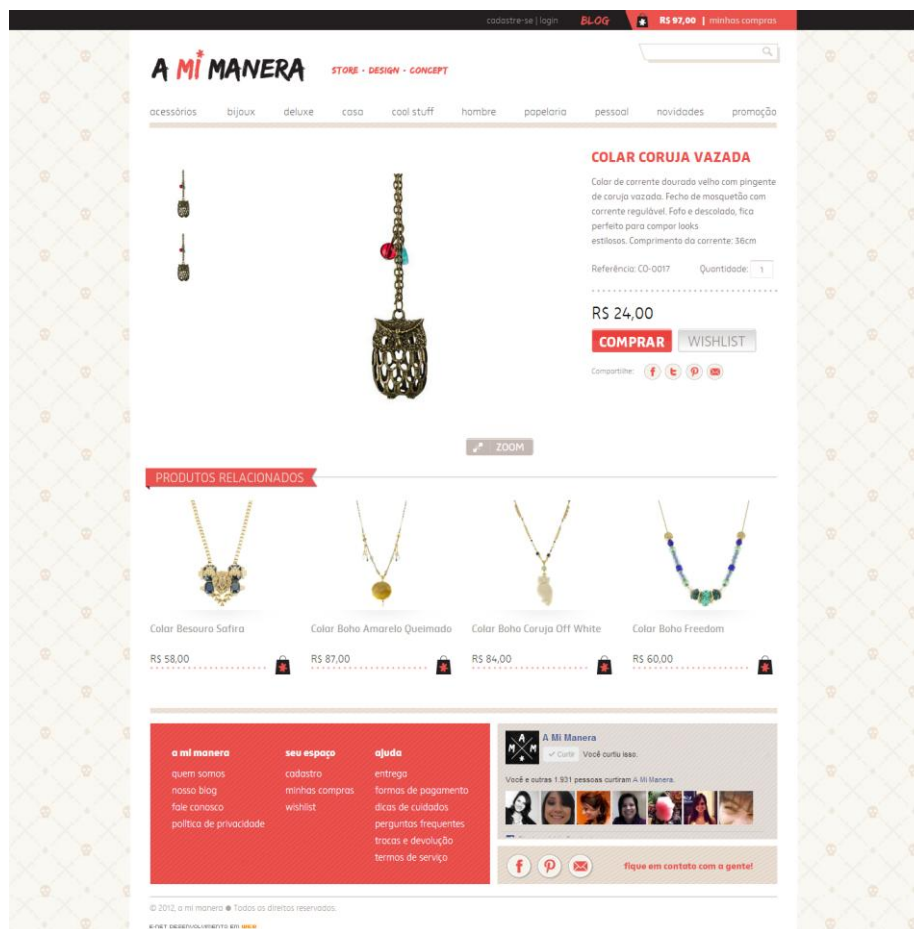 cadastre-se | login
BLOG
R$ 97,00 | minhas compras
A MI MANERA
STORE • DESIGN • CONCEPT
acessórios bijoux deluxe casa cool stuff hombre papelaria pessoal novidades promoção
COLAR CORUJA VAZADA
Colar de corrente dourado velho com pingente
de coruja vazada. Fecho de mosquetão com
corrente regulável. Fofo e descolado, fica
perfeito para compor looks
estilosos. Comprimento da corrente: 36cm
Referência: CO-0017 Quantidade: 1
R$ 24,00
COMPRAR WISHLIST
Compartilhe:
ZOOM
PRODUTOS RELACIONADOS
Colar Besouro Safira
R$ 58,00
Colar Boho Amarelo Queimado
R$ 87,00
Colar Boho Coruja Off White
R$ 84,00
Colar Boho Freedom
R$ 60,00
a mi manera
quem somos
nosso blog
fale conosco
política de privacidade
seu espaço
cadastro
minhas compras
wishlist
ajuda
entrega
formas de pagamento
dicas de cuidados
perguntas frequentes
trocas e devolução
termos de serviço
A M M A
A Mi Manera
Curtir Você curtiu isso.
Você e outras 1.931 pessoas curtiram A Mi Manera.
fique em contato com a gente!
© 2012, a mi manera ● Todos os direitos reservados.